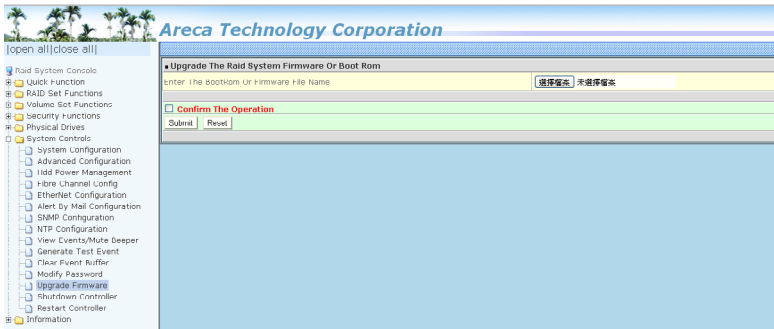 Areca Technology Corporation
|open all|close all|
Raid System Console
Quick Function
RAID Set Functions
Volume Set Functions
Security Functions
Physical Drives
System Controls
System Configuration
Advanced Configuration
Hdd Power Management
Fibre Channel Config
EtherNet Configuration
Alert By Mail Configuration
SNMP Configuration
NTP Configuration
View Events/Mute Beeper
Generate Test Event
Clear Event Buffer
Modify Password
Upgrade Firmware
Shutdown Controller
Restart Controller
Information
Upgrade The Raid System Firmware Or Boot Rom
Enter The BootRom Or Firmware File Name 選擇檔案 未選擇檔案
Confirm The Operation
Submit Reset